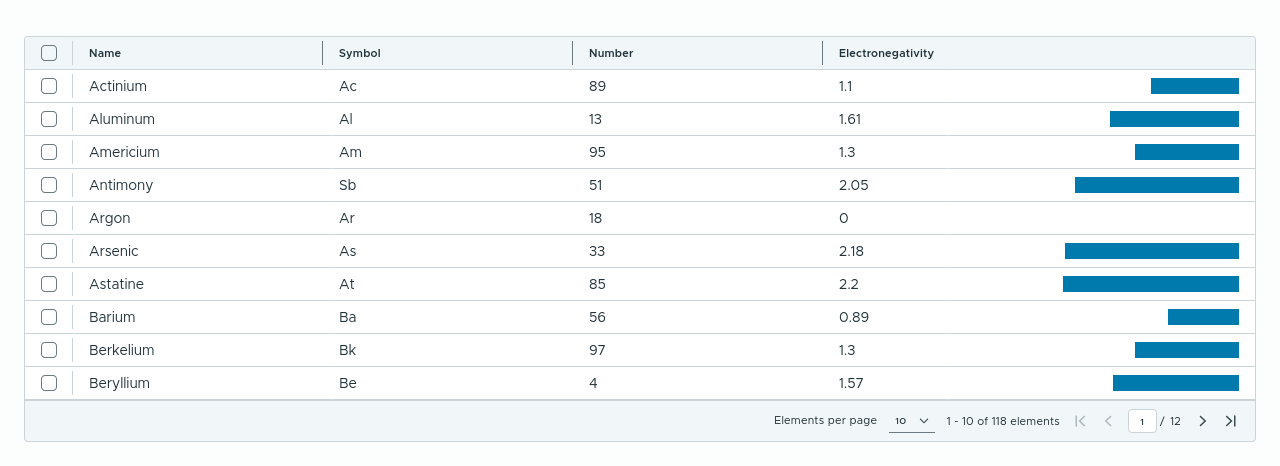 Name Symbol Number Electronegativity
Actinium Ac 89 1.1
Aluminum Al 13 1.61
Americium Am 95 1.3
Antimony Sb 51 2.05
Argon Ar 18 0
Arsenic As 33 2.18
Astatine At 85 2.2
Barium Ba 56 0.89
Berkelium Bk 97 1.3
Beryllium Be 4 1.57
Elements per page 10 1 - 10 of 118 elements 1 / 12